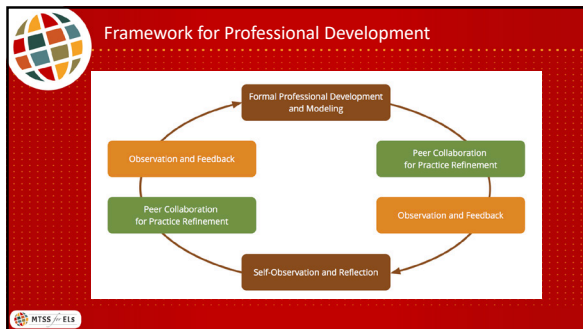 Framework for Professional Development
Formal Professional Development
and Modeling
Observation and Feedback
Peer Collaboration
for Practice Refinement
Peer Collaboration
for Practice Refinement
Observation and Feedback
Self-Observation and Reflection
MTSS for ELs